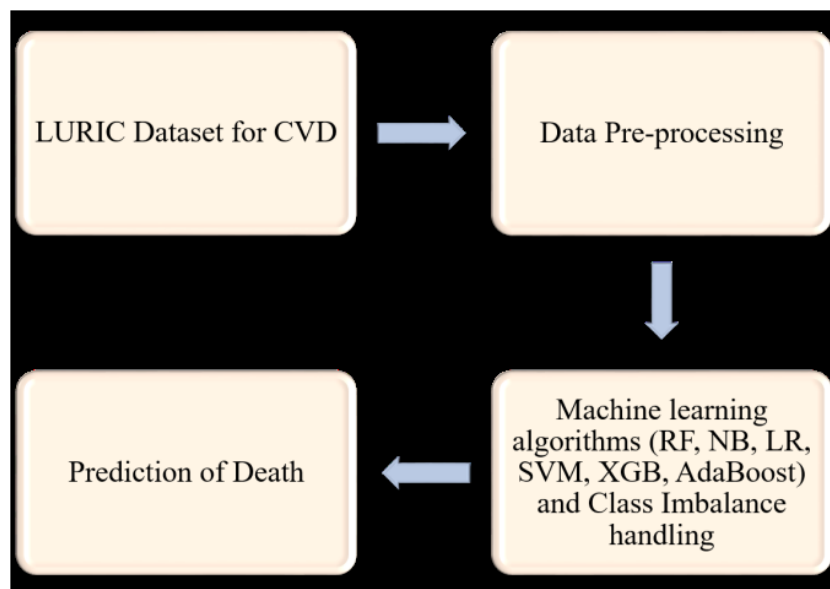 LURIC Dataset for CVD
Data Pre-processing
Machine learning
algorithms (RF, NB, LR,
SVM, XGB, AdaBoost)
and Class Imbalance
handling
Prediction of Death